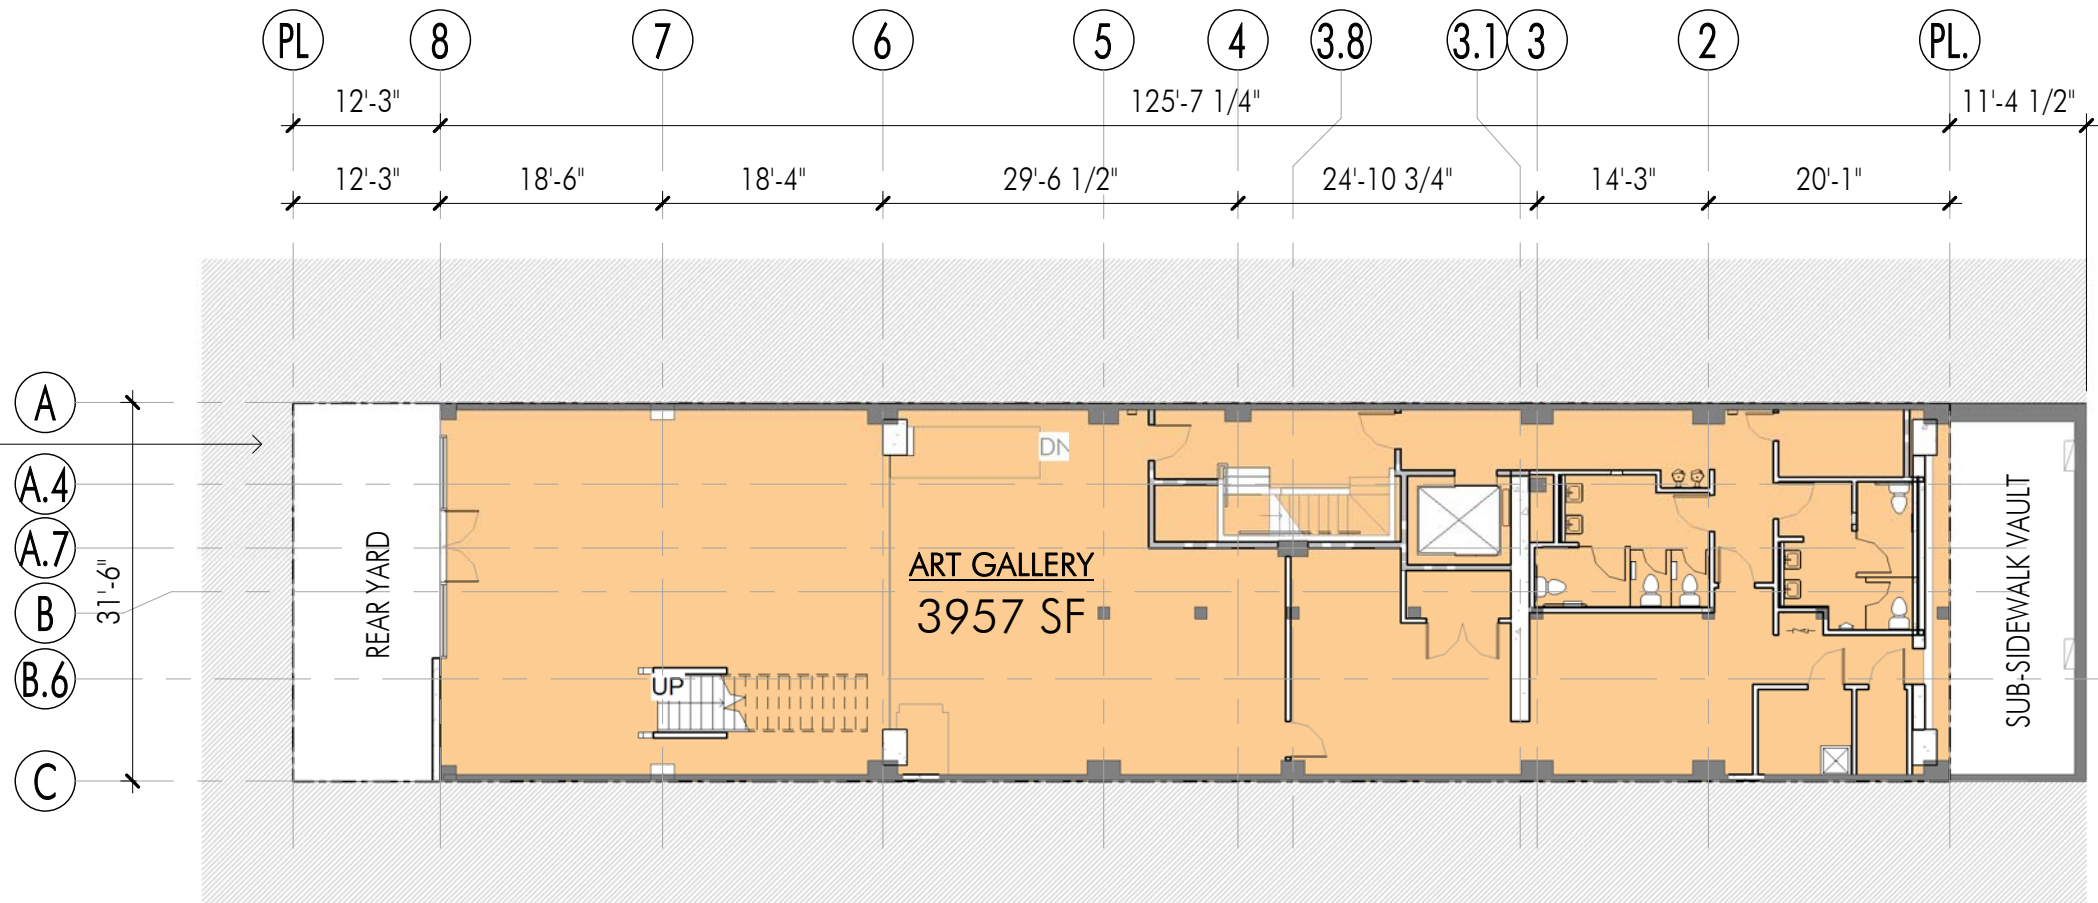 PL 8 7 6 5 4 3.8 3.1 3 2 PL.
12'-3" 125'-7 1/4" 11'-4 1/2"
12'-3" 18'-6" 18'-4" 29'-6 1/2" 24'-10 3/4" 14'-3" 20'-1"
A
A.4
A.7
B
B.6
C
31'-6"
REAR YARD
DN
ART GALLERY
3957 SF
UP
SUB-SIDEWALK VAULT